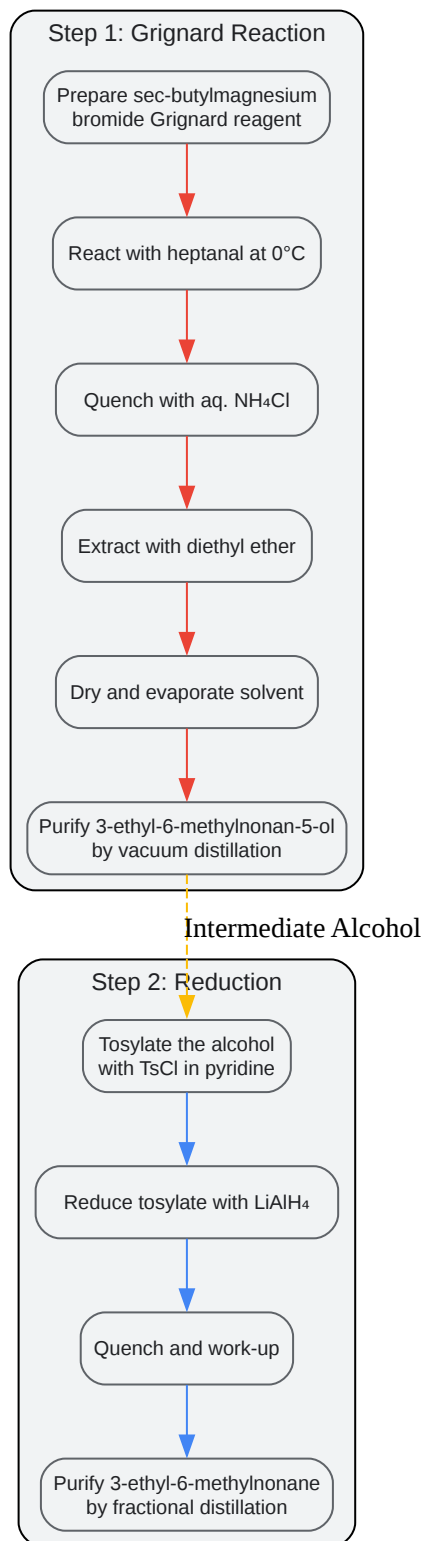 Step 1: Grignard Reaction
Prepare sec-butylmagnesium
bromide Grignard reagent
React with heptanal at 0°C
Quench with aq. NH₄Cl
Extract with diethyl ether
Dry and evaporate solvent
Purify 3-ethyl-6-methylnonan-5-ol
by vacuum distillation
Intermediate Alcohol
Step 2: Reduction
Tosylate the alcohol
with TsCl in pyridine
Reduce tosylate with LiAlH₄
Quench and work-up
Purify 3-ethyl-6-methylnonane
by fractional distillation